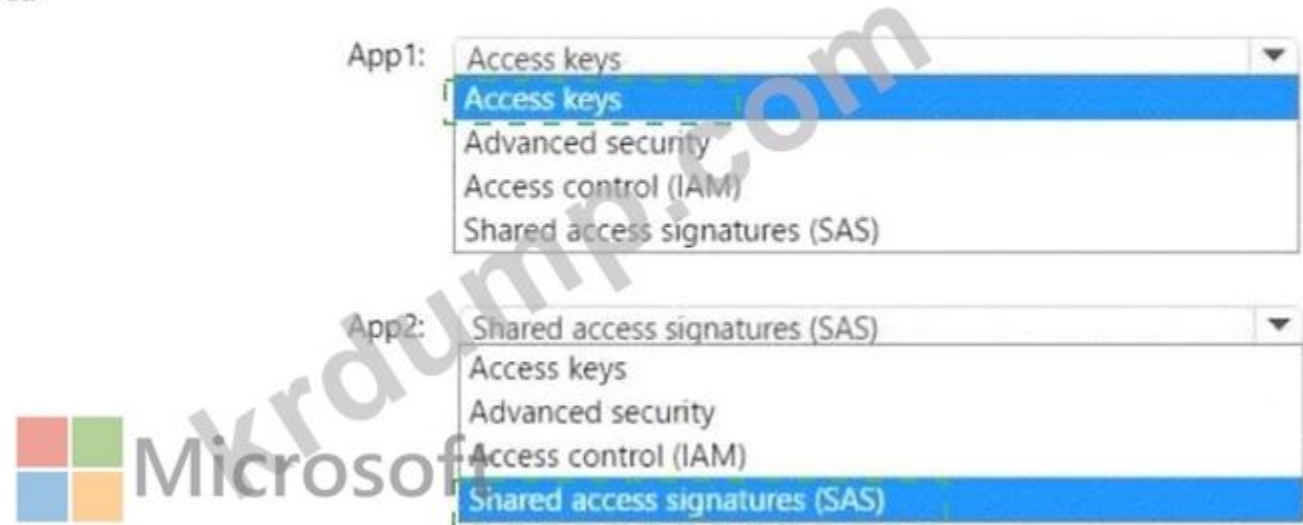 App1: Access keys
Access keys
Advanced security
Access control (IAM)
Shared access signatures (SAS)
App2: Shared access signatures (SAS)
Access keys
Advanced security
Access control (IAM)
Shared access signatures (SAS)
Microsoft
krdump.com